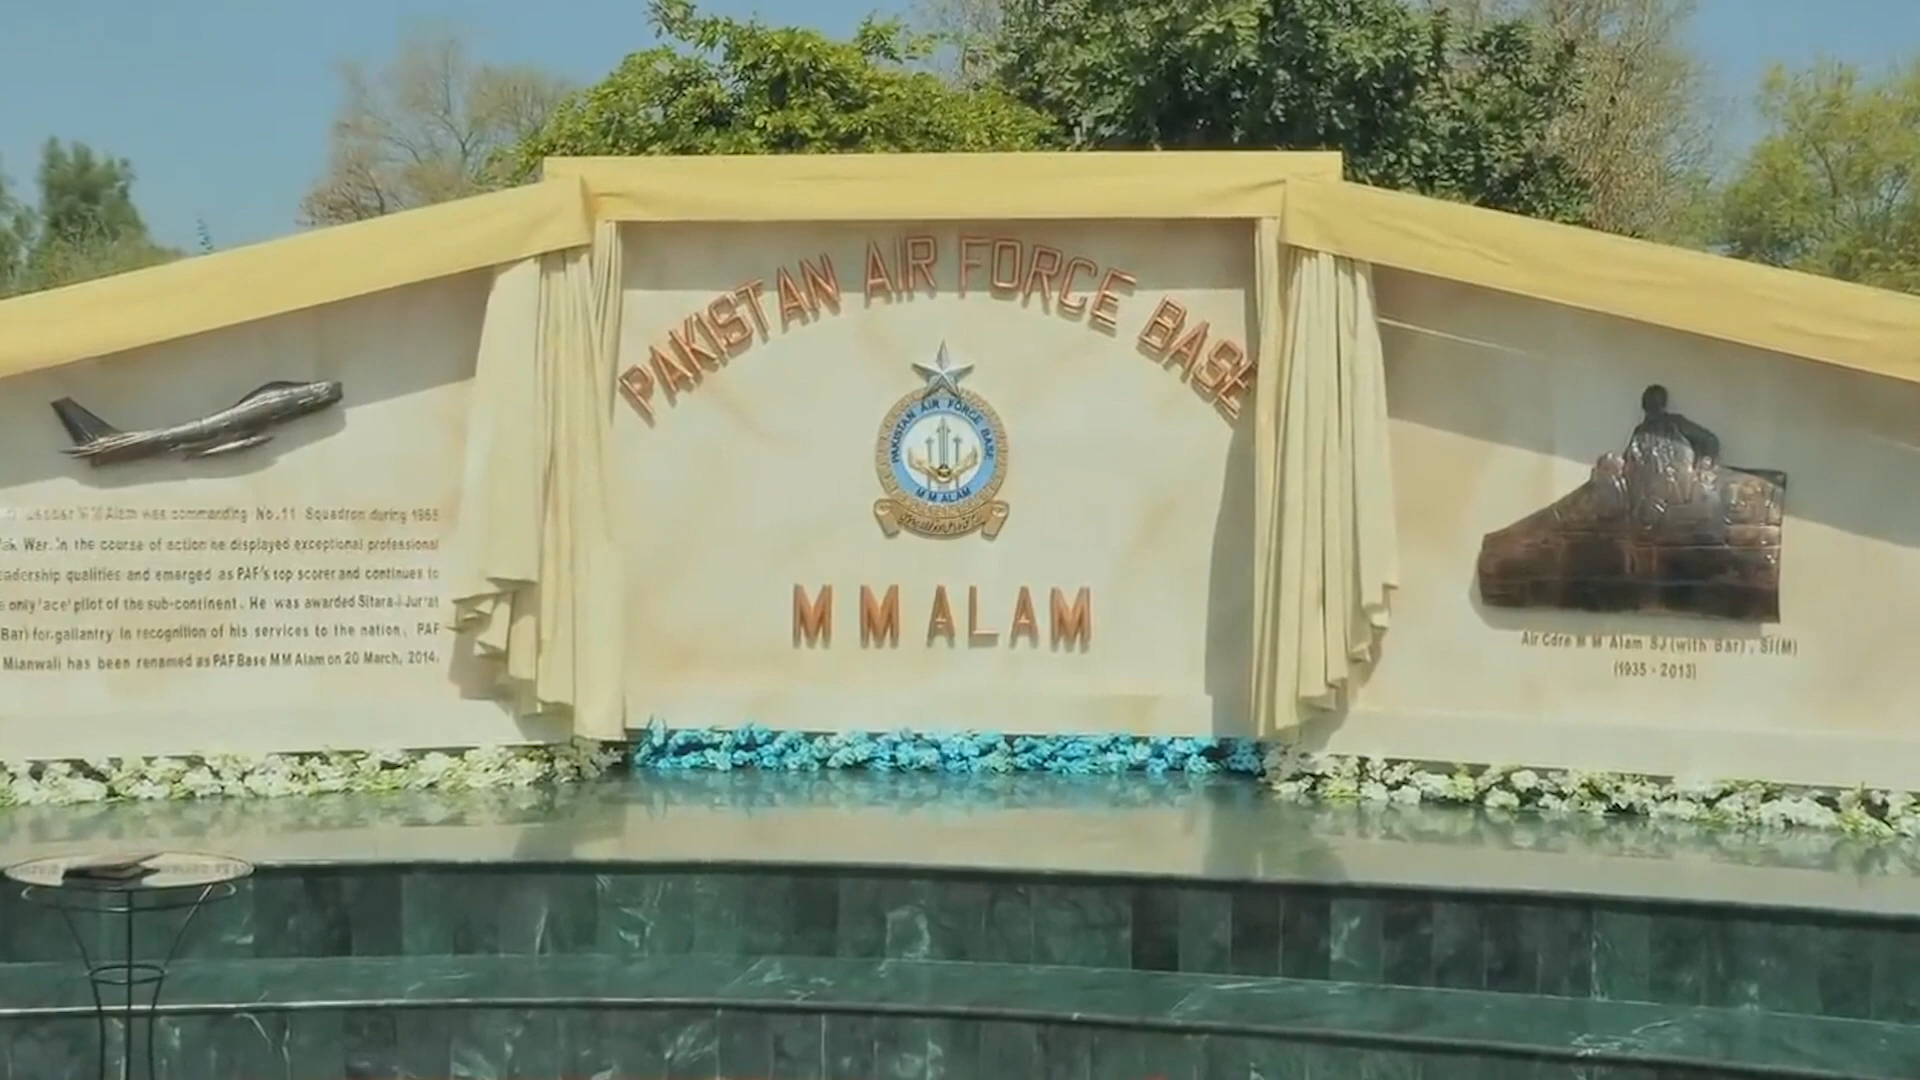 PAKISTAN AIR FORCE BASE
PAKISTAN AIR FORCE BASE
M M ALAM
M M ALAM
Leader M M Alam was commanding No.11 Squadron during 1965
War. In the course of action he displayed exceptional professional
leadership qualities and emerged as PAF's top scorer and continues to
only 'ace' pilot of the sub-continent. He was awarded Sitara-i-Jur'at
Bar) for gallantry in recognition of his services to the nation, PAF
Mianwali has been renamed as PAF Base MM Alam on 20 March, 2014.
Air Cdre M M Alam SJ (with Bar), SI(M)
(1935 - 2013)